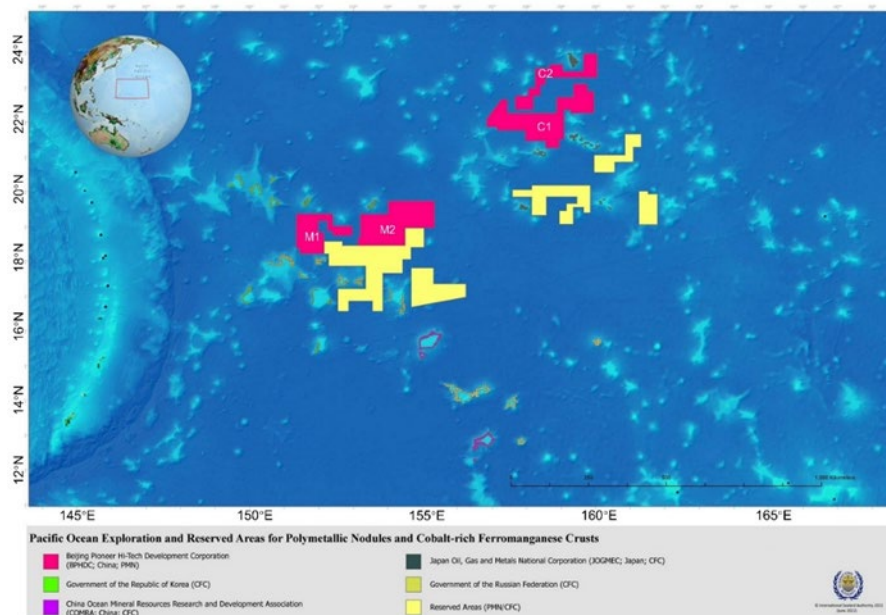 24°N
22°N
20°N
18°N
16°N
14°N
12°N
C2
C1
M1
M2
145°E
150°E
155°E
160°E
165°E
Pacific Ocean Exploration and Reserved Areas for Polymetallic Nodules and Cobalt-rich Ferromanganese Crusts
Beijing Pioneer Hi-Tech Development Corporation
(BPHDC; China; PMN)
Government of the Republic of Korea (CFC)
China Ocean Mineral Resources Research and Development Association
(COMRA; China; CFC)
Japan Oil, Gas and Metals National Corporation (JOGMEC; Japan; CFC)
Government of the Russian Federation (CFC)
Reserved Areas (PMN/CFC)